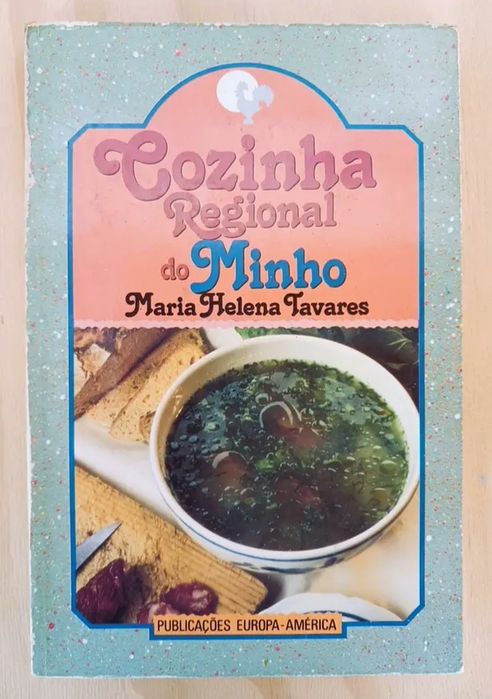 Cozinha
Regional
do Minho
Maria Helena Tavares
PUBLICAÇÕES EUROPA-AMÉRICA